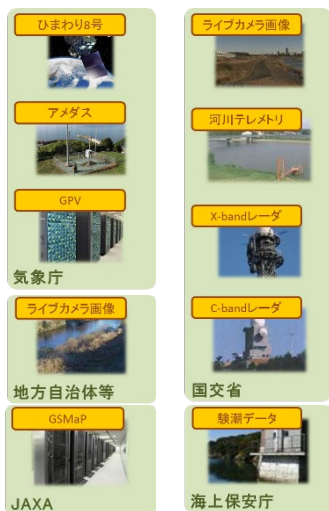 ひまわり8号
アメダス
GPV
気象庁
ライブカメラ画像
地方自治体等
GSMaP
JAXA
ライブカメラ画像
河川テレメトリ
X-bandレーダ
C-bandレーダ
国交省
験潮データ
海上保安庁